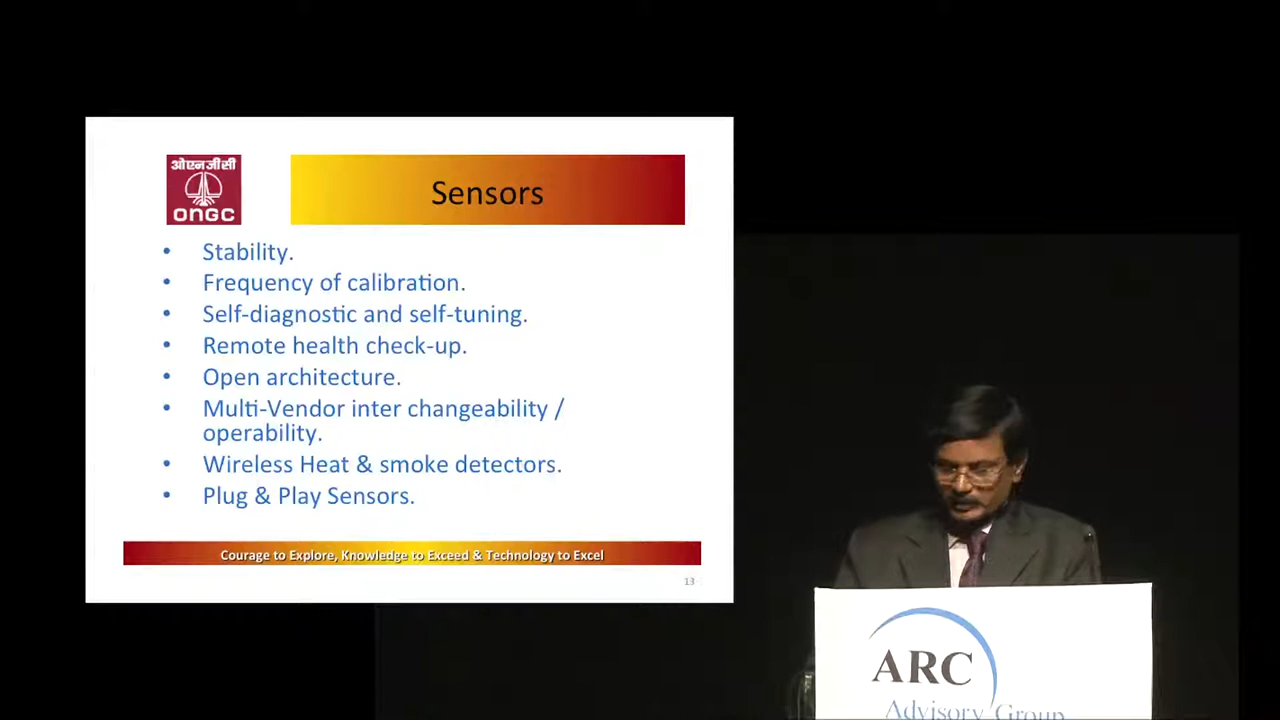 ओएनजीसी
ONGC
Sensors
• Stability.
• Frequency of calibration.
• Self-diagnostic and self-tuning.
• Remote health check-up.
• Open architecture.
• Multi-Vendor inter changeability /
operability.
• Wireless Heat & smoke detectors.
• Plug & Play Sensors.
Courage to Explore, Knowledge to Exceed & Technology to Excel
13
ARC
Advisory Group